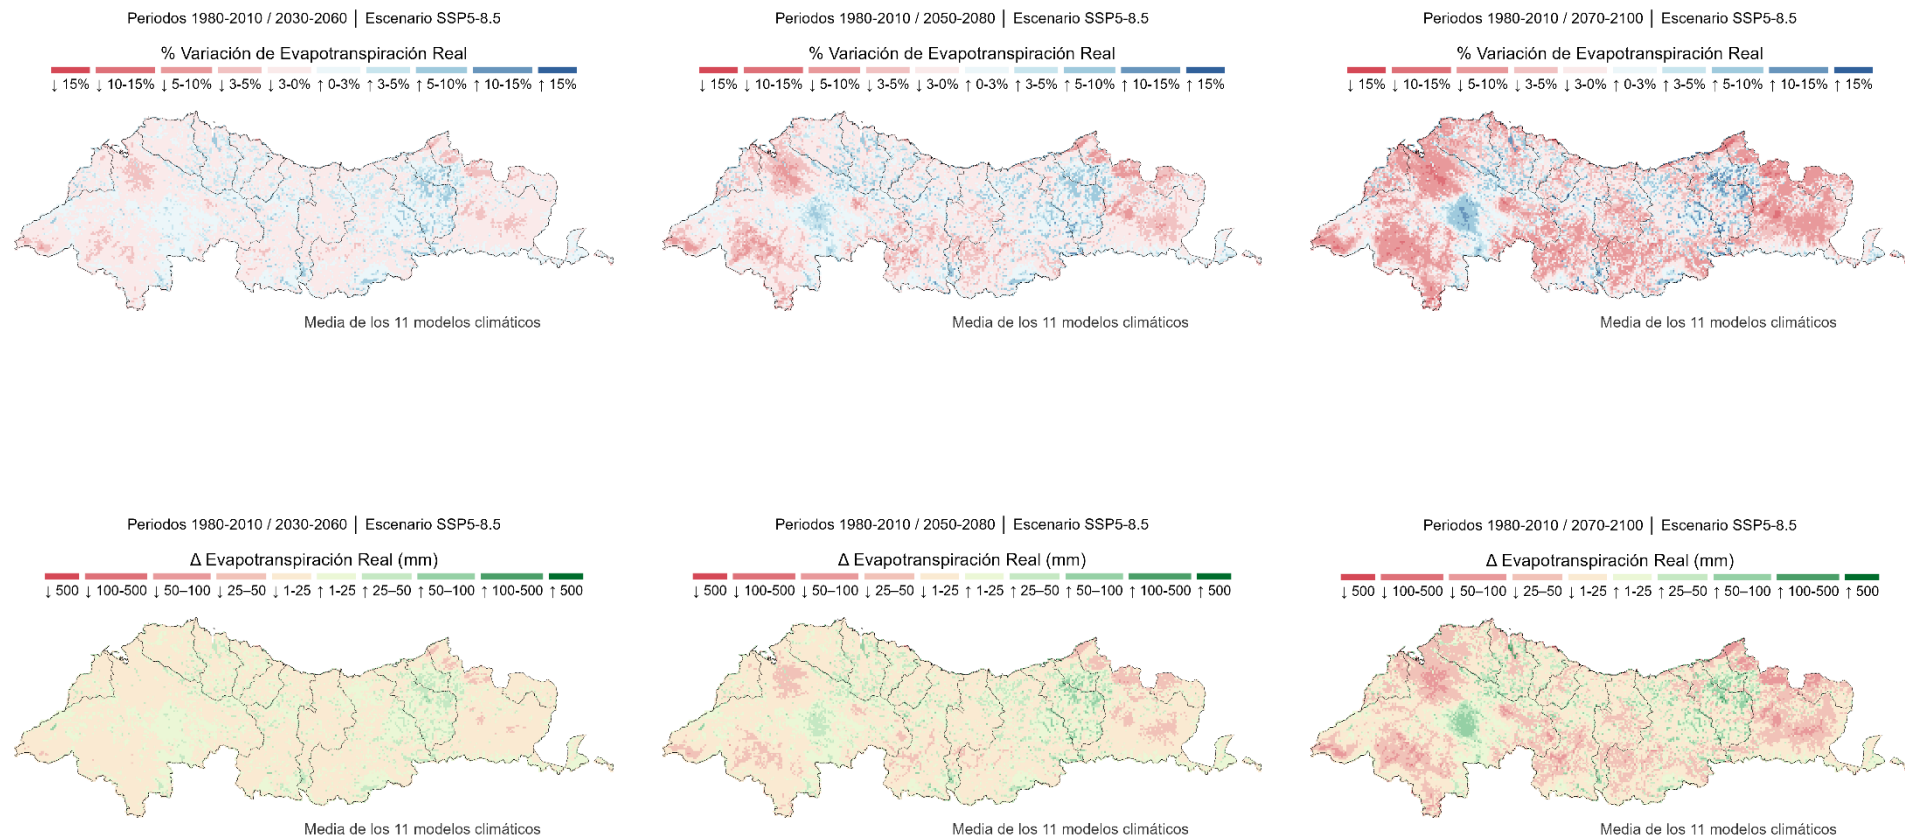 Periodos 1980-2010 / 2030-2060 | Escenario SSP5-8.5
% Variación de Evapotranspiración Real
↓ 15% ↓ 10-15% ↓ 5-10% ↓ 3-5% ↓ 3-0% ↑ 0-3% ↑ 3-5% ↑ 5-10% ↑ 10-15% ↑ 15%
Media de los 11 modelos climáticos
Periodos 1980-2010 / 2050-2080 | Escenario SSP5-8.5
% Variación de Evapotranspiración Real
↓ 15% ↓ 10-15% ↓ 5-10% ↓ 3-5% ↓ 3-0% ↑ 0-3% ↑ 3-5% ↑ 5-10% ↑ 10-15% ↑ 15%
Media de los 11 modelos climáticos
Periodos 1980-2010 / 2070-2100 | Escenario SSP5-8.5
% Variación de Evapotranspiración Real
↓ 15% ↓ 10-15% ↓ 5-10% ↓ 3-5% ↓ 3-0% ↑ 0-3% ↑ 3-5% ↑ 5-10% ↑ 10-15% ↑ 15%
Media de los 11 modelos climáticos
Periodos 1980-2010 / 2030-2060 | Escenario SSP5-8.5
Δ Evapotranspiración Real (mm)
↓ 500 ↓ 100-500 ↓ 50–100 ↓ 25–50 ↓ 1-25 ↑ 1-25 ↑ 25–50 ↑ 50–100 ↑ 100-500 ↑ 500
Media de los 11 modelos climáticos
Periodos 1980-2010 / 2050-2080 | Escenario SSP5-8.5
Δ Evapotranspiración Real (mm)
↓ 500 ↓ 100-500 ↓ 50–100 ↓ 25–50 ↓ 1-25 ↑ 1-25 ↑ 25–50 ↑ 50–100 ↑ 100-500 ↑ 500
Media de los 11 modelos climáticos
Periodos 1980-2010 / 2070-2100 | Escenario SSP5-8.5
Δ Evapotranspiración Real (mm)
↓ 500 ↓ 100-500 ↓ 50–100 ↓ 25–50 ↓ 1-25 ↑ 1-25 ↑ 25–50 ↑ 50–100 ↑ 100-500 ↑ 500
Media de los 11 modelos climáticos